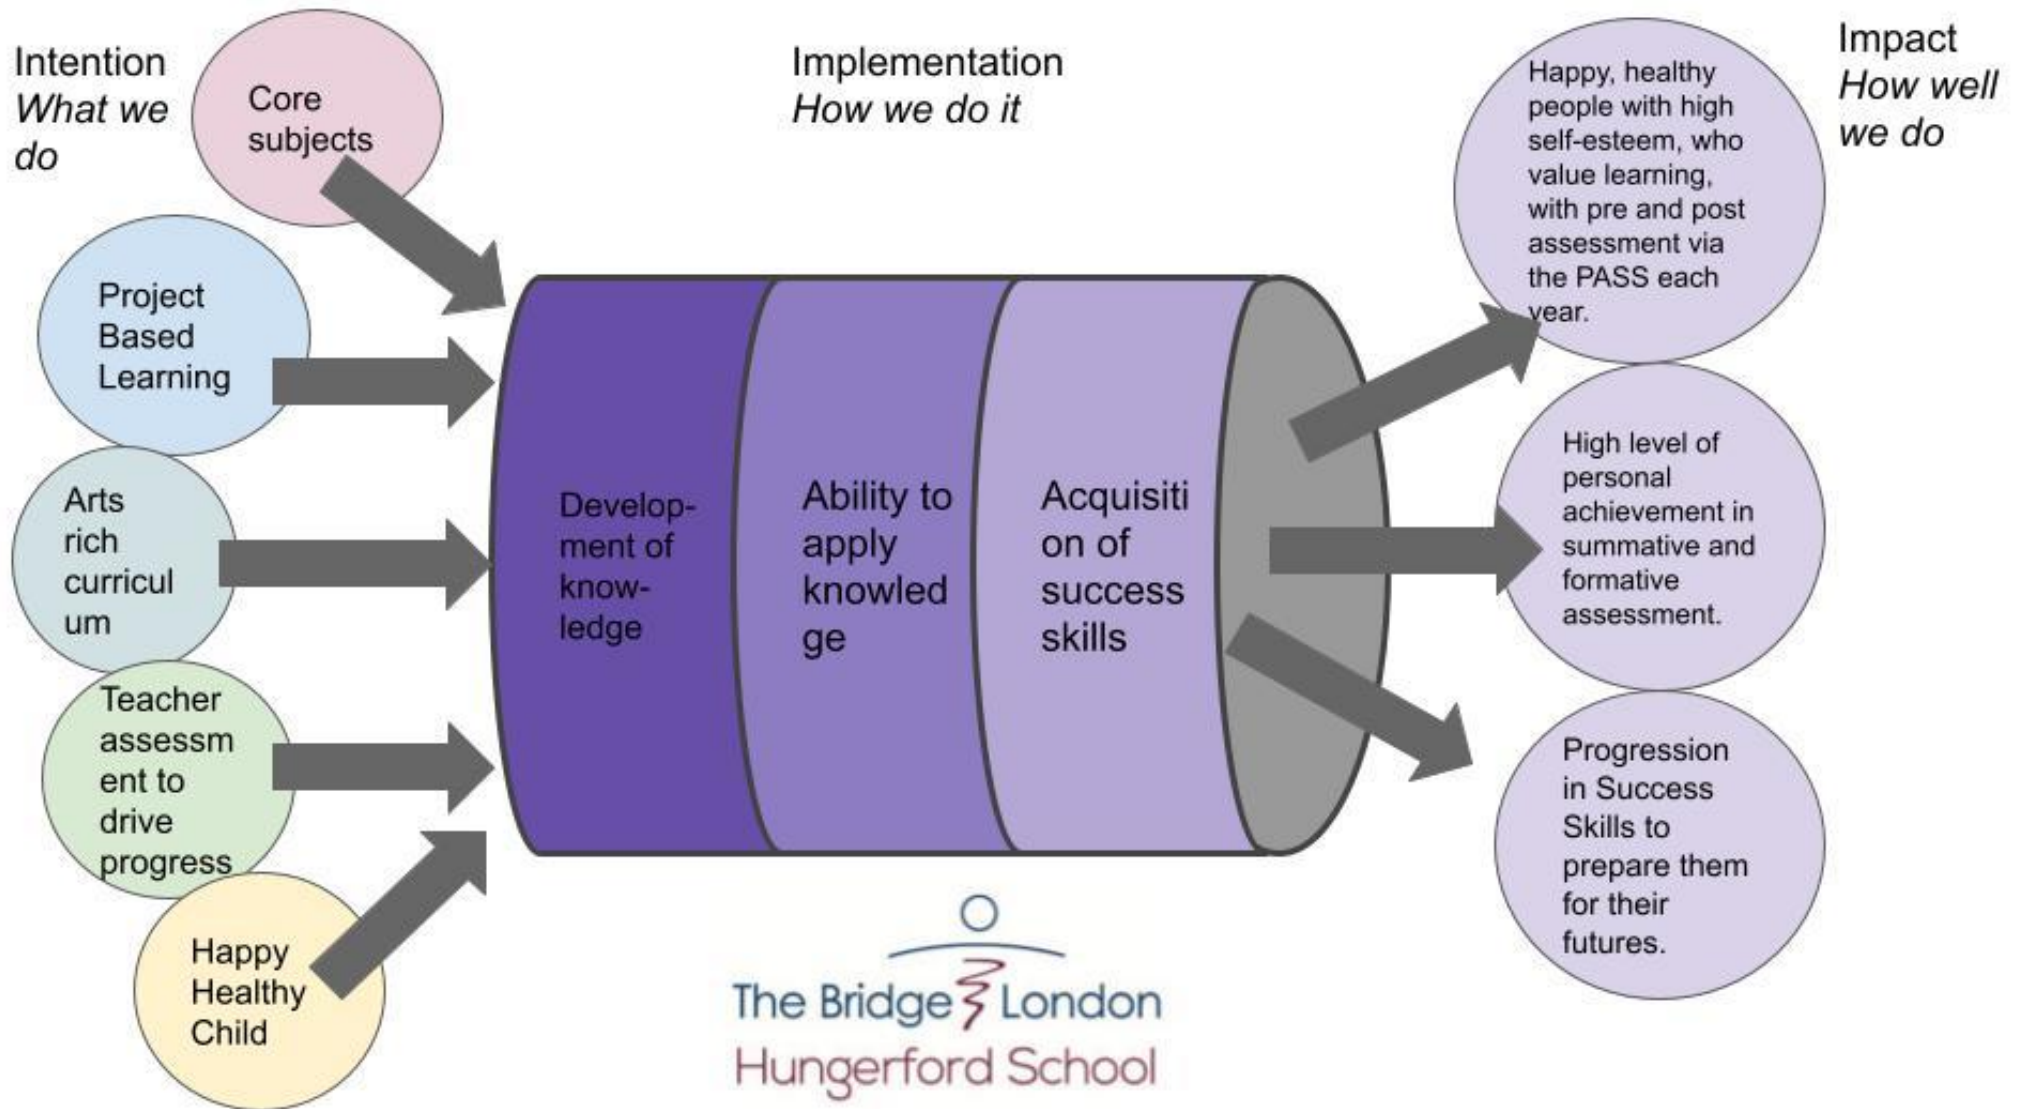 Intention
What we
do
Core
subjects
Project
Based
Learning
Arts
rich
curricul
um
Teacher
assessm
ent to
drive
progress
Happy
Healthy
Child
Implementation
How we do it
Develop-
ment of
know-
ledge
Ability to
apply
knowled
ge
Acquisiti
on of
success
skills
Impact
How well
we do
Happy, healthy
people with high
self-esteem, who
value learning,
with pre and post
assessment via
the PASS each
year.
High level of
personal
achievement in
summative and
formative
assessment.
Progression
in Success
Skills to
prepare them
for their
futures.
The Bridge London
Hungerford School